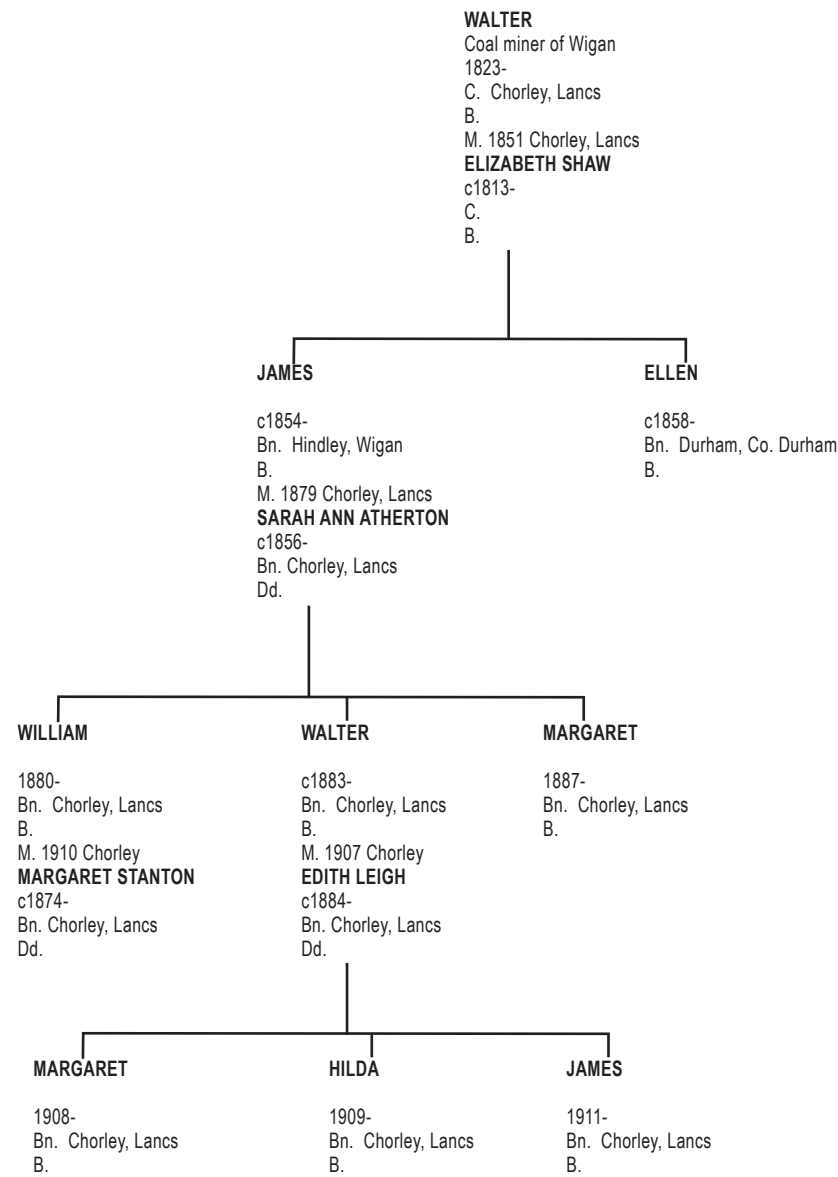 WALTER
Coal miner of Wigan
1823-
C. Chorley, Lancs
B.
M. 1851 Chorley, Lancs
ELIZABETH SHAW
c1813-
C.
B.
JAMES
c1854-
Bn. Hindley, Wigan
B.
M. 1879 Chorley, Lancs
SARAH ANN ATHERTON
c1856-
Bn. Chorley, Lancs
Dd.
ELLEN
c1858-
Bn. Durham, Co. Durham
B.
WILLIAM
1880-
Bn. Chorley, Lancs
B.
M. 1910 Chorley
MARGARET STANTON
c1874-
Bn. Chorley, Lancs
Dd.
WALTER
c1883-
Bn. Chorley, Lancs
B.
M. 1907 Chorley
EDITH LEIGH
c1884-
Bn. Chorley, Lancs
Dd.
MARGARET
1887-
Bn. Chorley, Lancs
B.
MARGARET
1908-
Bn. Chorley, Lancs
B.
HILDA
1909-
Bn. Chorley, Lancs
B.
JAMES
1911-
Bn. Chorley, Lancs
B.